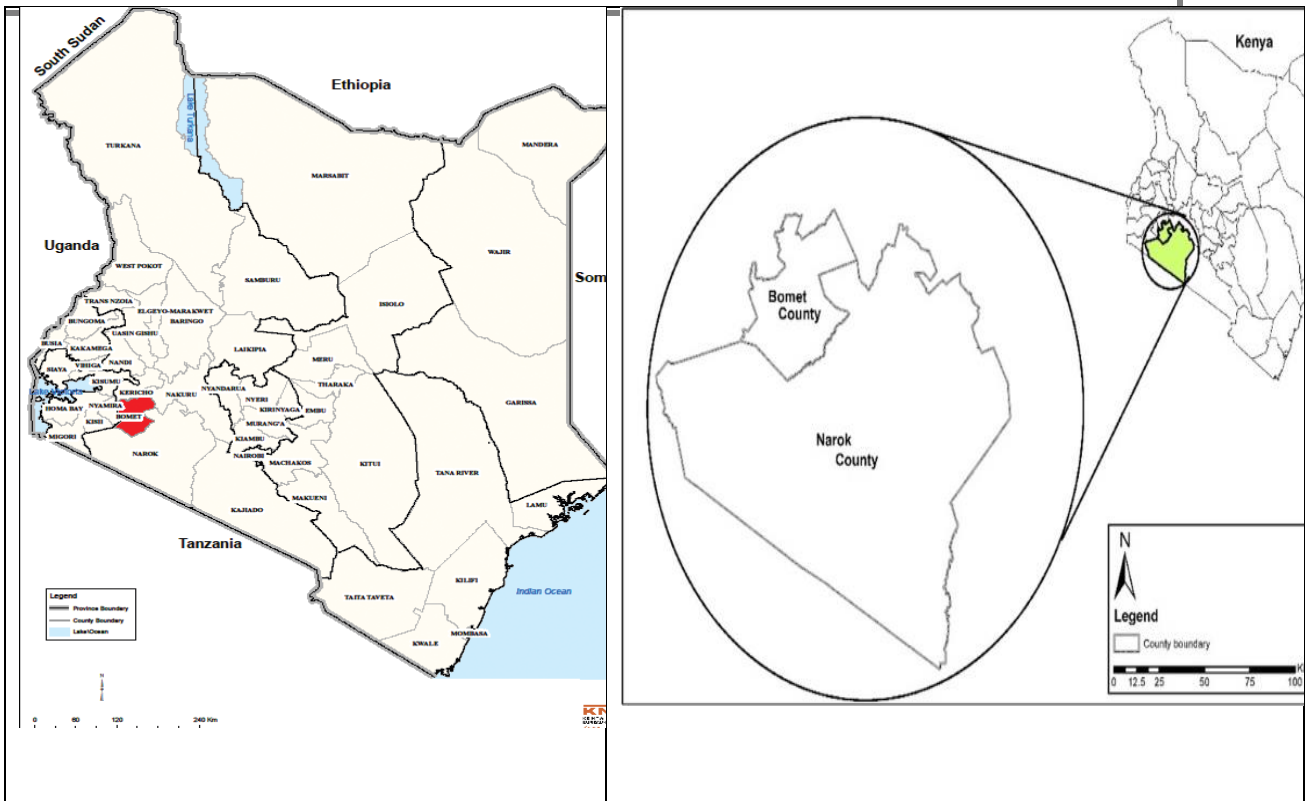 South Sudan
Ethiopia
Lake Turkana
TURKANA
MANDERA
MARSABIT
Uganda
WAJIR
WEST POKOT
SAMBURU
Som
ISIOLO
TRANS NZOIA
ELGEYO-MARAKWET
BUNGOMA
BARINGO
UASIN GISHU
BUSIA
KAKAMEGA
LAIKIPIA
MERU
SIAYA
VIHIGA
NANDI
KISUMU
THARAKA
KERICHO
NAKURU
NYANDARUA
NYERI
GARISSA
HOMA BAY
NYAMIRA
KIRINYAGA
EMBU
BOMET
KISII
MURANG'A
MIGORI
KIAMBU
NAROK
NAIROBI
MACHAKOS
KITUI
TANA RIVER
MAKUENI
LAMU
KAJIADO
Tanzania
KILIFI
TAITA TAVETA
Indian Ocean
MOMBASA
KWALE
Legend
Province Boundary
County Boundary
Lake\Ocean
N
0 60 120 240 Km
KN
Kenya
Bomet
County
Narok
County
N
Legend
County boundary
0 12.5 25 50 75 100
K